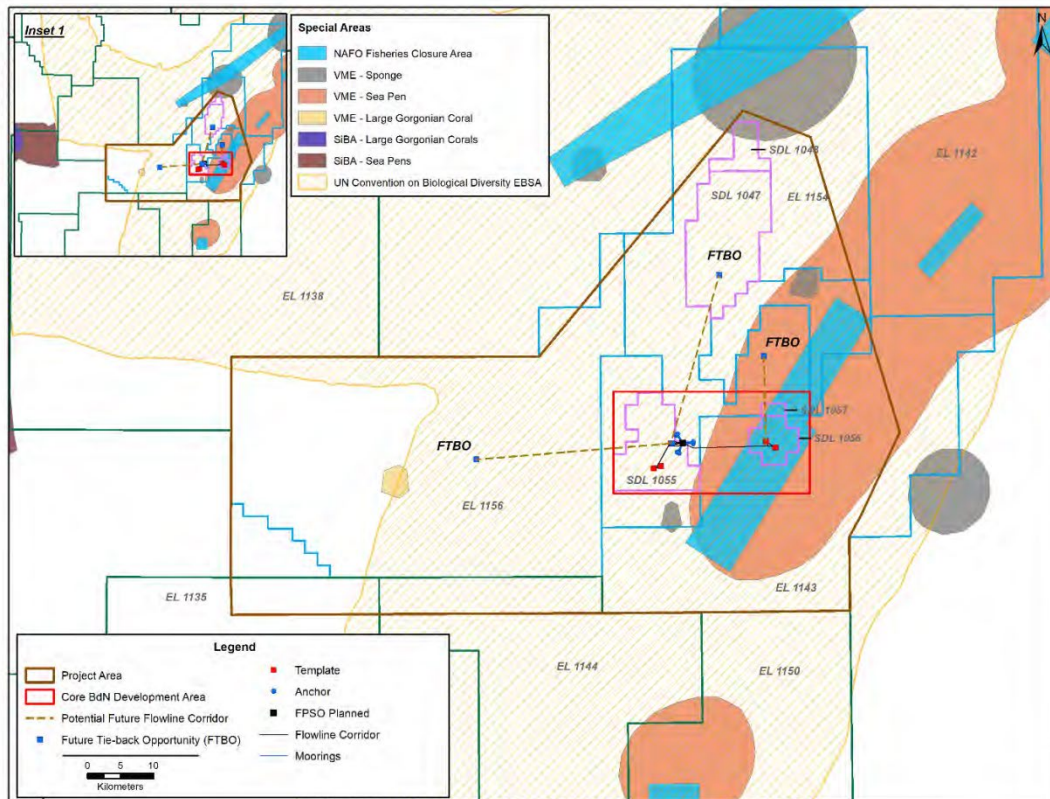 Inset 1
Special Areas
NAFO Fisheries Closure Area
VME - Sponge
VME - Sea Pen
VME - Large Gorgonian Coral
SiBA - Large Gorgonian Corals
SiBA - Sea Pens
UN Convention on Biological Diversity EBSA
N
SDL 1048
EL 1142
SDL 1047
EL 1154
FTBO
EL 1138
FTBO
SDL 1057
SDL 1056
FTBO
SDL 1055
EL 1156
EL 1143
EL 1135
EL 1144
EL 1150
Legend
Project Area
Core BdN Development Area
Potential Future Flowline Corridor
Future Tie-back Opportunity (FTBO)
0 5 10
Kilometers
Template
Anchor
FPSO Planned
Flowline Corridor
Moorings